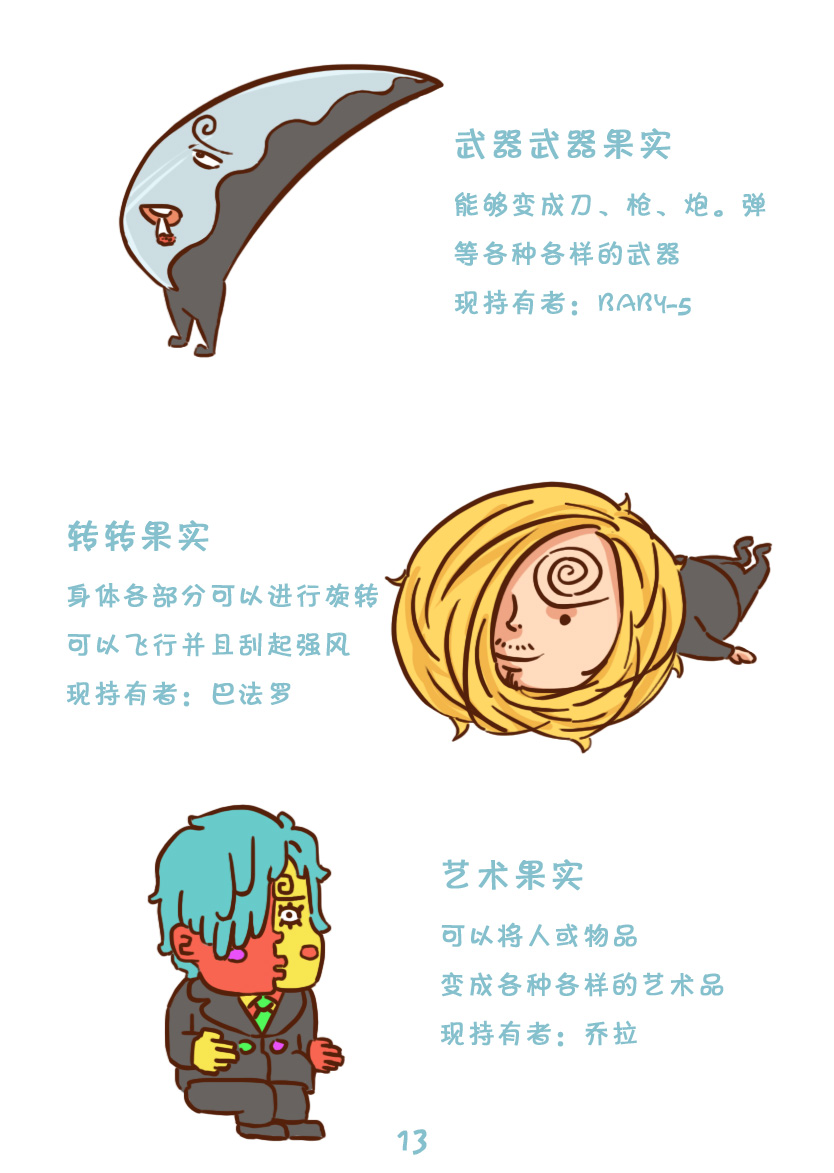 武器武器果实
能够变成刀、枪、炮。弹
等各种各样的武器
现持有者：BABY-5
转转果实
身体各部分可以进行旋转
可以飞行并且刮起强风
现持有者：巴法罗
艺术果实
可以将人或物品
变成各种各样的艺术品
现持有者：乔拉
13